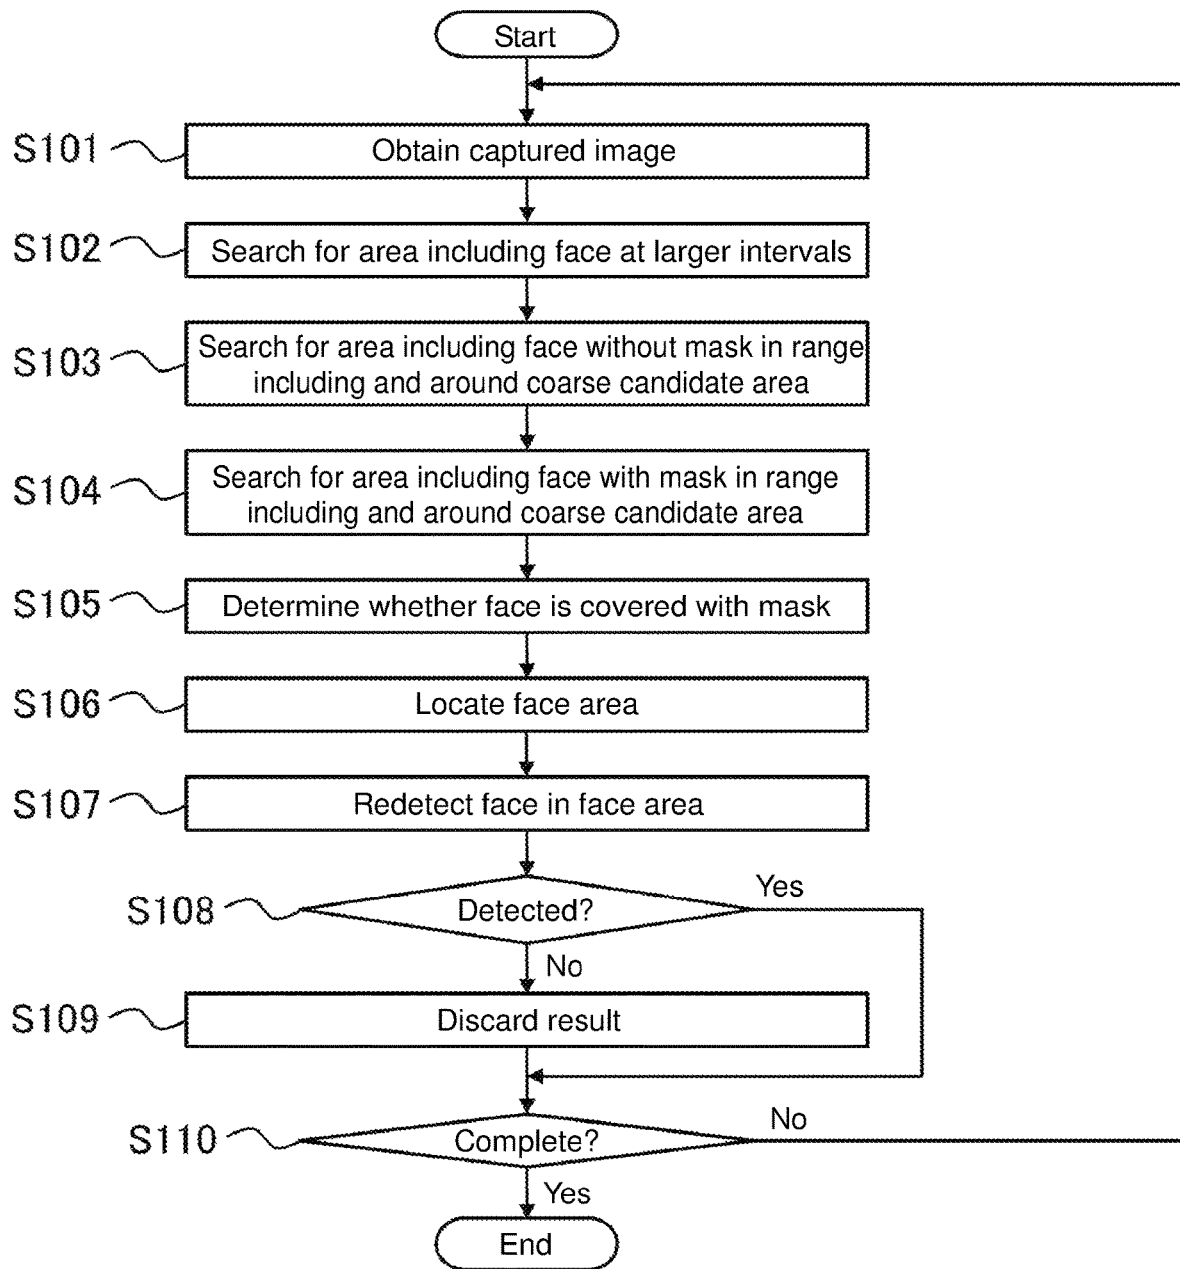 Start
S101
Obtain captured image
S102
Search for area including face at larger intervals
S103
Search for area including face without mask in range
including and around coarse candidate area
S104
Search for area including face with mask in range
including and around coarse candidate area
S105
Determine whether face is covered with mask
S106
Locate face area
S107
Redetect face in face area
S108
Detected?
Yes
No
S109
Discard result
S110
Complete?
No
Yes
End